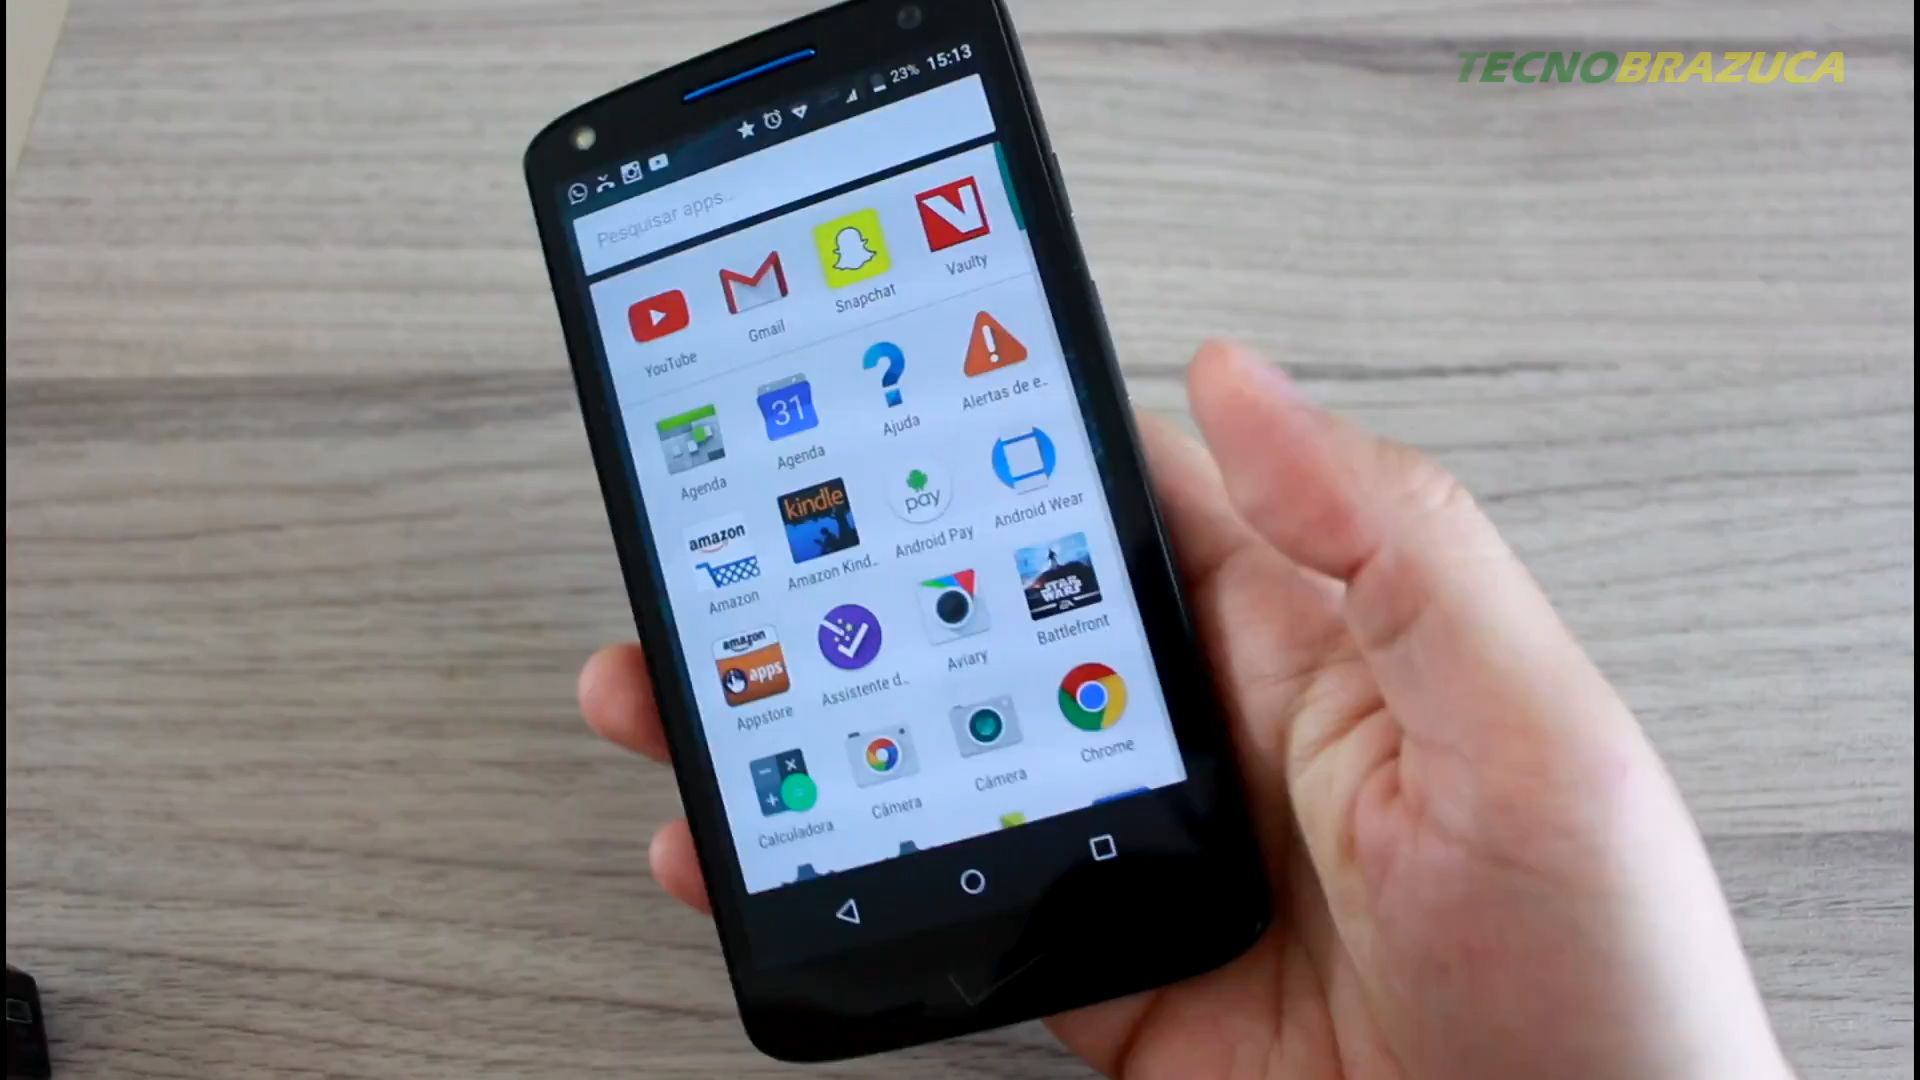 TECNOBRAZUCA
23% 15:13
Pesquisar apps...
YouTube
Gmail
Snapchat
Vaulty
31
Agenda
Agenda
Ajuda
Alertas de e..
amazon
kindle
pay
Amazon
Amazon Kind..
Android Pay
Android Wear
amazon
apps
STAR
WARS
EA
Appstore
Assistente d..
Aviary
Battlefront
Calculadora
Câmera
Câmera
Chrome